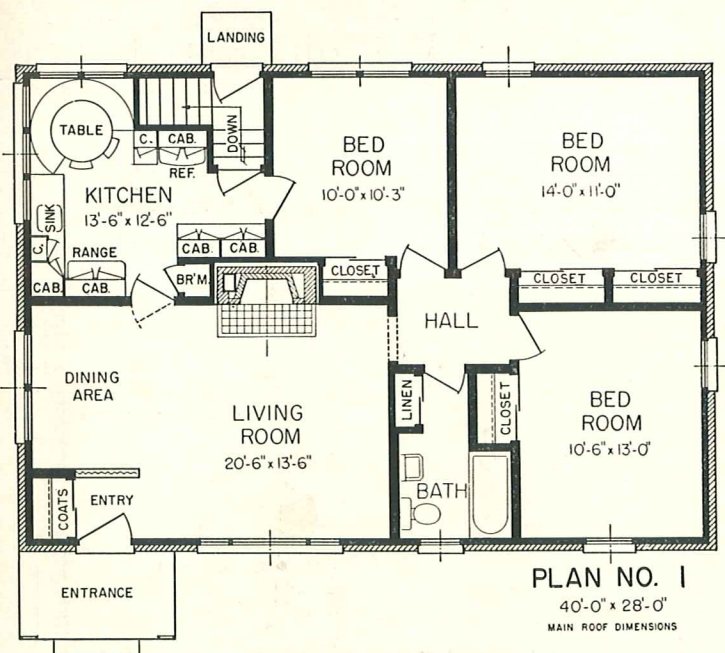 LANDING
TABLE
C.
CAB.
REF.
DOWN
KITCHEN
13'-6" x 12'-6"
SINK
C.
RANGE
CAB.
CAB.
CAB.
CAB.
BR'M.
BED
ROOM
10'-0" x 10'-3"
CLOSET
BED
ROOM
14'-0" x 11'-0"
CLOSET
CLOSET
HALL
DINING
AREA
LIVING
ROOM
20'-6" x 13'-6"
LINEN
CLOSET
BED
ROOM
10'-6" x 13'-0"
BATH
COATS
ENTRY
ENTRANCE
PLAN NO. 1
40'-0" x 28'-0"
MAIN ROOF DIMENSIONS